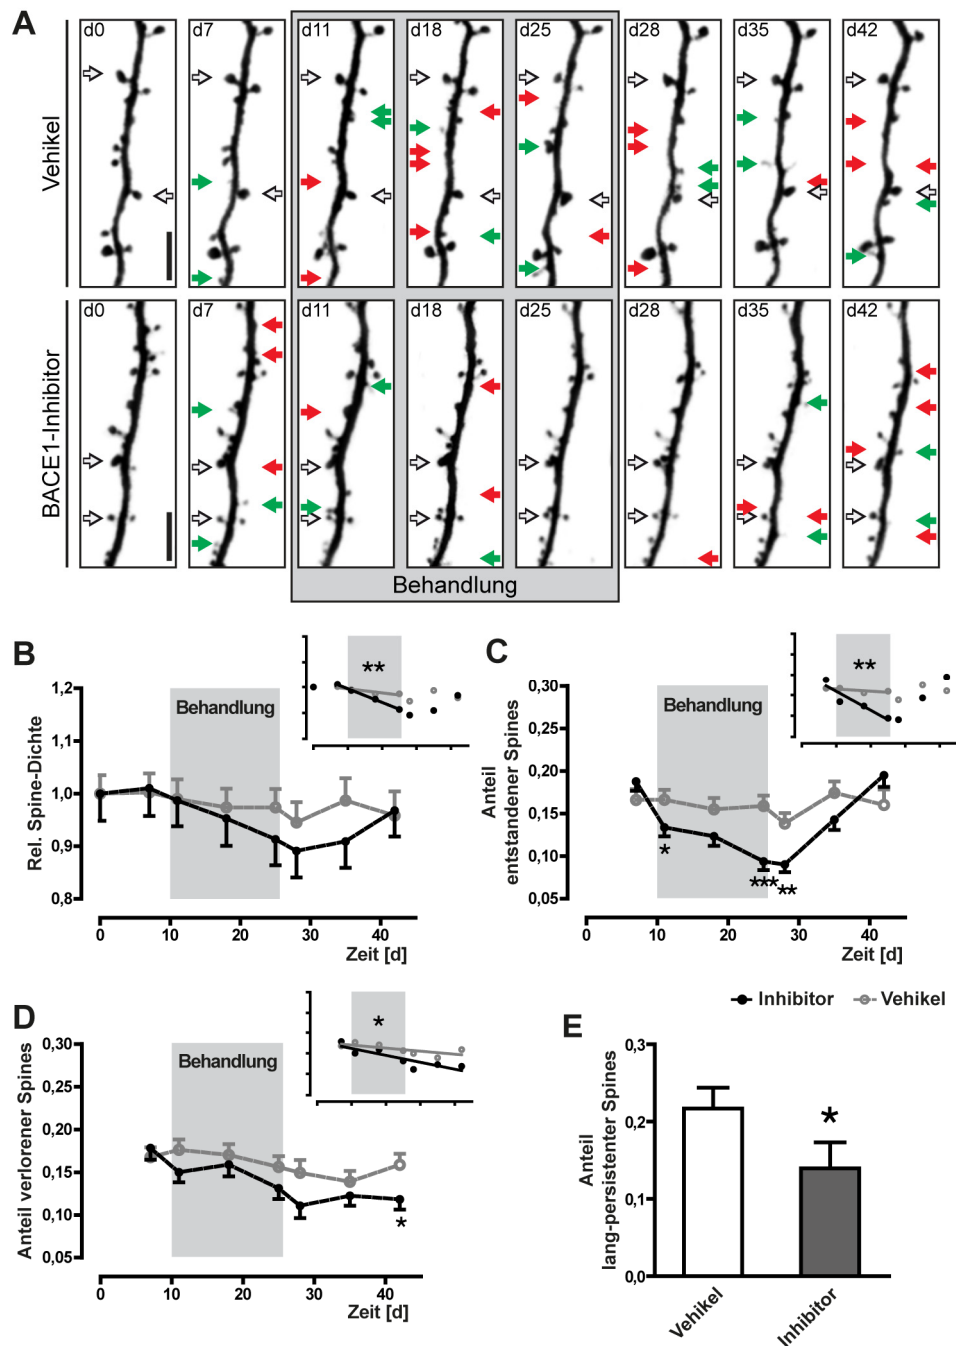 A
Vehikel
d0
d7
d11
d18
d25
d28
d35
d42
BACE1-Inhibitor
d0
d7
d11
d18
d25
d28
d35
d42
Behandlung
B
Rel. Spine-Dichte
1,2
1,1
1,0
0,9
0,8
Behandlung
**
0
10
20
30
40
Zeit [d]
C
Anteil
entstandener Spines
0,30
0,25
0,20
0,15
0,10
0,05
Behandlung
**
*
***
**
0
10
20
30
40
Zeit [d]
Inhibitor
Vehikel
D
Anteil verlorener Spines
0,30
0,25
0,20
0,15
0,10
0,05
Behandlung
*
*
0
10
20
30
40
Zeit [d]
E
Anteil
lang-persistenter Spines
0,3
0,2
0,1
0,0
*
Vehikel
Inhibitor